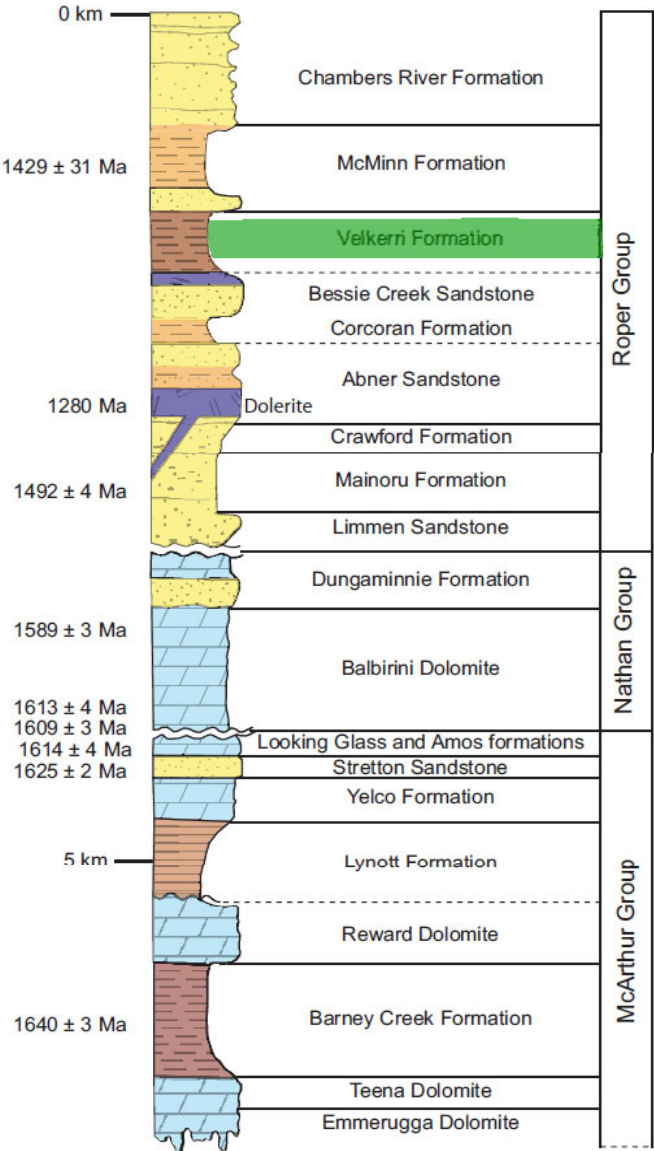 0 km
Chambers River Formation
1429 ± 31 Ma
McMinn Formation
Velkerri Formation
Bessie Creek Sandstone
Corcoran Formation
Abner Sandstone
1280 Ma
Dolerite
Crawford Formation
Mainoru Formation
1492 ± 4 Ma
Limmen Sandstone
Roper Group
Dungaminnie Formation
1589 ± 3 Ma
Balbirini Dolomite
1613 ± 4 Ma
1609 ± 3 Ma
Nathan Group
1614 ± 4 Ma
Looking Glass and Amos formations
1625 ± 2 Ma
Stretton Sandstone
Yelco Formation
5 km
Lynott Formation
Reward Dolomite
1640 ± 3 Ma
Barney Creek Formation
Teena Dolomite
Emmerugga Dolomite
McArthur Group